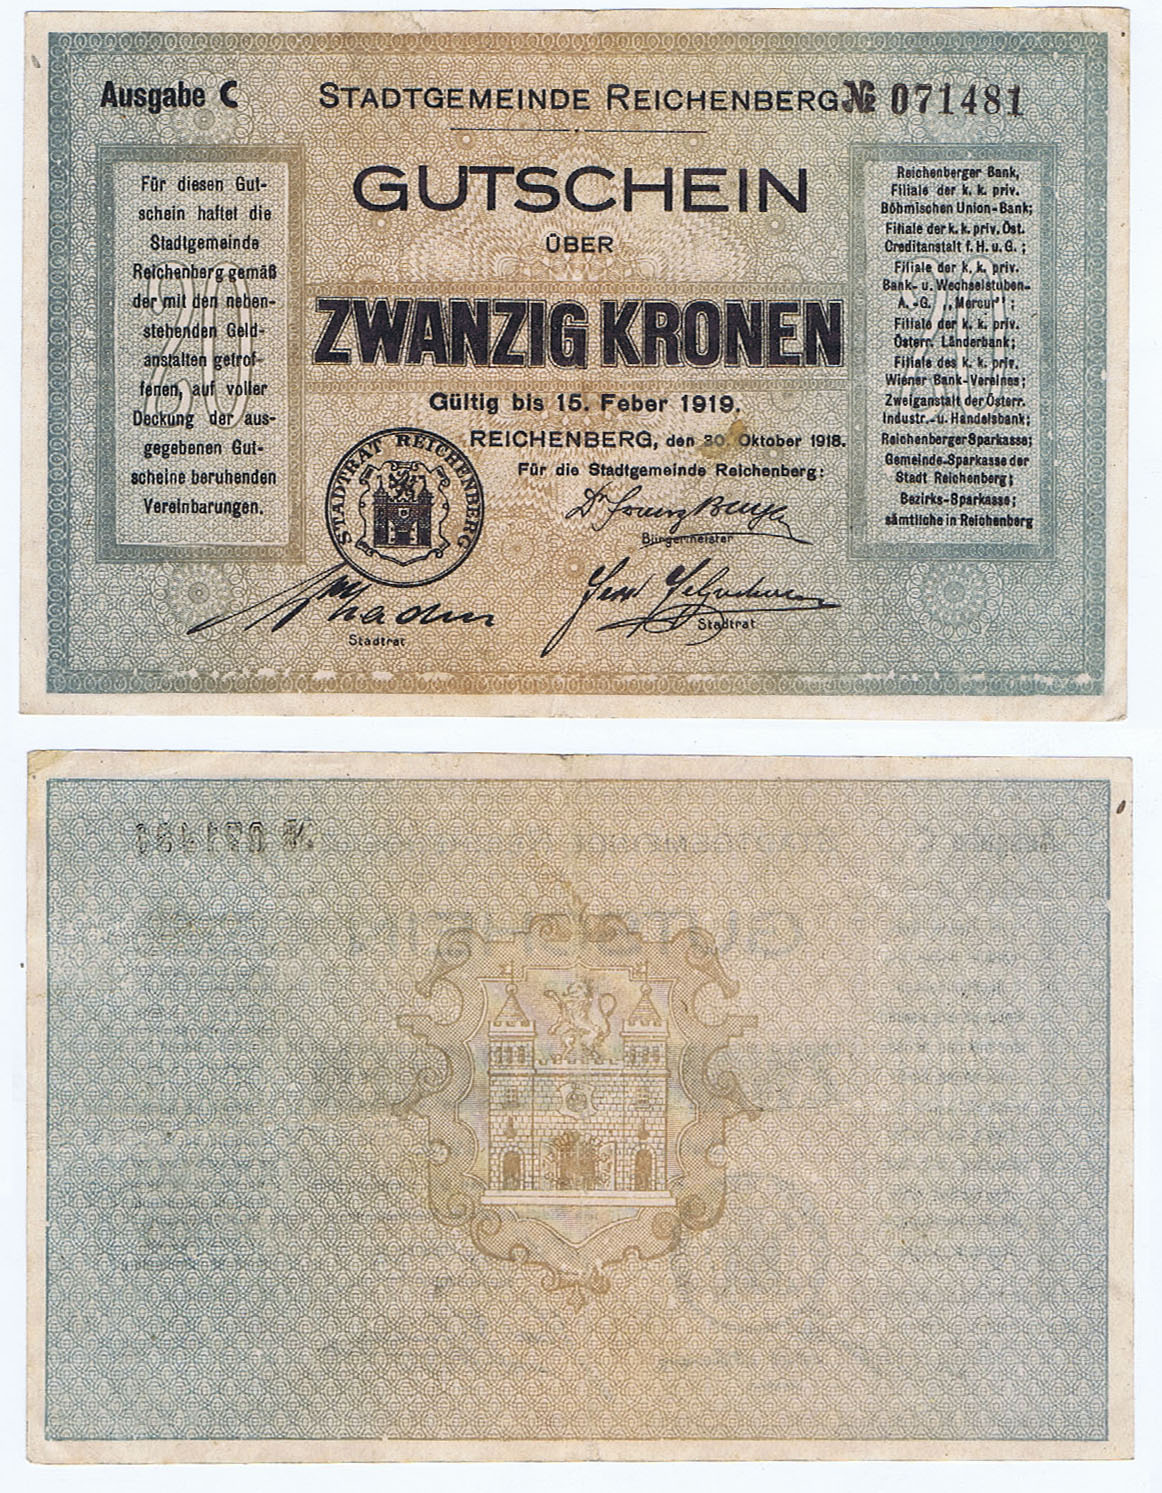 Ausgabe C
STADTGEMEINDE REICHENBERG № 071481
Für diesen Gut-
schein haftet die
Stadtgemeinde
Reichenberg gemäß
der mit den neben-
stehenden Geld-
anstalten getrof-
fenen, auf voller
Deckung der aus-
gegebenen Gut-
scheine beruhenden
Vereinbarungen.
20
GUTSCHEIN
ÜBER
ZWANZIG KRONEN
Gültig bis 15. Feber 1919.
REICHENBERG, den 30. Oktober 1918.
Für die Stadtgemeinde Reichenberg:
Bürgermeister
STADTRAT REICHENBERG
Stadtrat
Stadtrat
Reichenberger Bank,
Filiale der k. k. priv.
Böhmischen Union-Bank;
Filiale der k. k. priv. Öst.
Creditanstalt f. H. u. G. ;
Filiale der k. k. priv.
Bank- u. Wechselstuben-
A.-G. „Mercur" ;
Filiale der k. k. priv.
Österr. Länderbank;
Filiale des k. k. priv.
Wiener Bank-Vereines;
Zweiganstalt der Österr.
Industr.- u. Handelsbank;
Reichenberger Sparkasse;
Gemeinde-Sparkasse der
Stadt Reichenberg;
Bezirks-Sparkasse;
sämtliche in Reichenberg
20